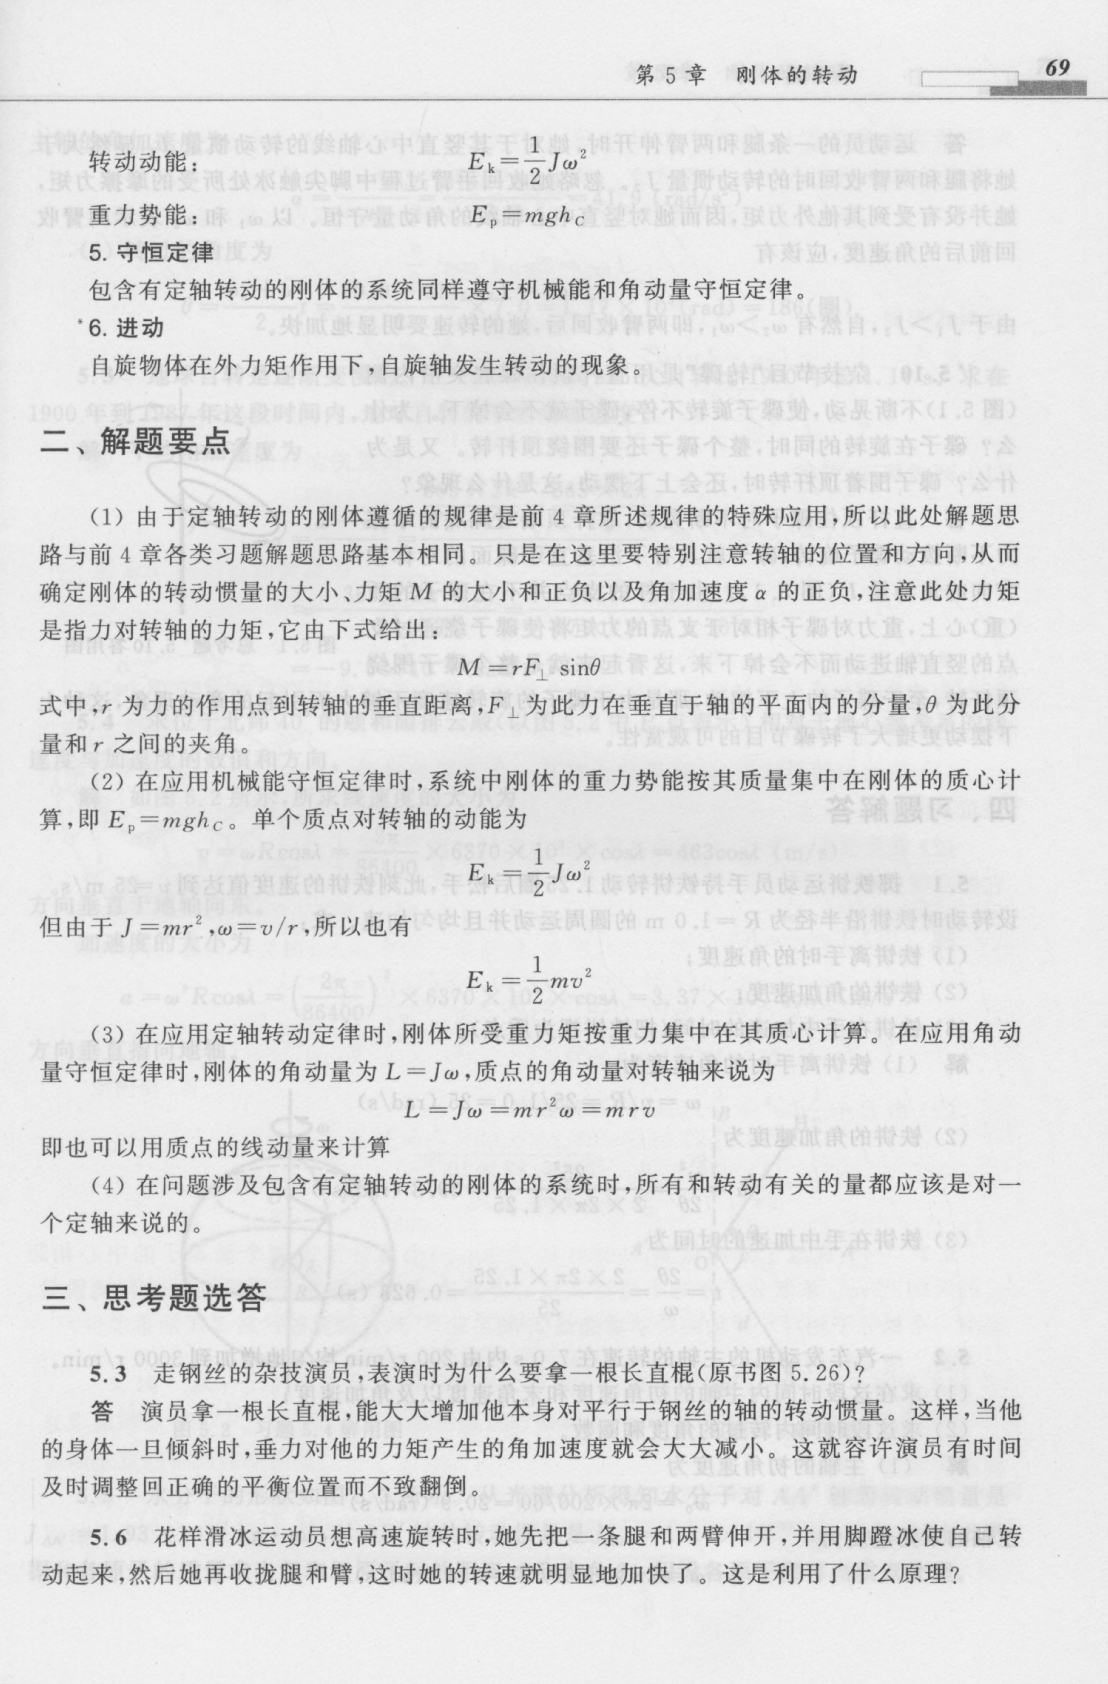 第5章 刚体的转动 69
转动动能： E_k=\frac{1}{2}Jω²
重力势能： E_p=mgh_C
5. 守恒定律
包含有定轴转动的刚体的系统同样遵守机械能和角动量守恒定律。
*6. 进动
自旋物体在外力矩作用下，自旋轴发生转动的现象。
二、解题要点
(1) 由于定轴转动的刚体遵循的规律是前4章所述规律的特殊应用，所以此处解题思
路与前4章各类习题解题思路基本相同。只是在这里要特别注意转轴的位置和方向，从而
确定刚体的转动惯量的大小、力矩M的大小和正负以及角加速度α的正负，注意此处力矩
是指力对转轴的力矩，它由下式给出：
M=rF_⊥ sinθ
式中，r为力的作用点到转轴的垂直距离，F_⊥为此力在垂直于轴的平面内的分量，θ为此分
量和r之间的夹角。
(2) 在应用机械能守恒定律时，系统中刚体的重力势能按其质量集中在刚体的质心计
算，即E_p=mgh_C。单个质点对转轴的动能为
E_k=\frac{1}{2}Jω²
但由于J=mr²，ω=v/r，所以也有
E_k=\frac{1}{2}mv²
(3) 在应用定轴转动定律时，刚体所受重力矩按重力集中在其质心计算。在应用角动
量守恒定律时，刚体的角动量为L=Jω，质点的角动量对转轴来说为
L=Jω=mr²ω=mrv
即也可以用质点的线动量来计算
(4) 在问题涉及包含有定轴转动的刚体的系统时，所有和转动有关的量都应该是对一
个定轴来说的。
三、思考题选答
5.3 走钢丝的杂技演员，表演时为什么要拿一根长直棍(原书图5.26)？
答 演员拿一根长直棍，能大大增加他本身对平行于钢丝的轴的转动惯量。这样，当他
的身体一旦倾斜时，重力对他的力矩产生的角加速度就会大大减小。这就容许演员有时间
及时调整回正确的平衡位置而不致翻倒。
5.6 花样滑冰运动员想高速旋转时，她先把一条腿和两臂伸开，并用脚蹬冰使自己转
动起来，然后她再收拢腿和臂，这时她的转速就明显地加快了。这是利用了什么原理？